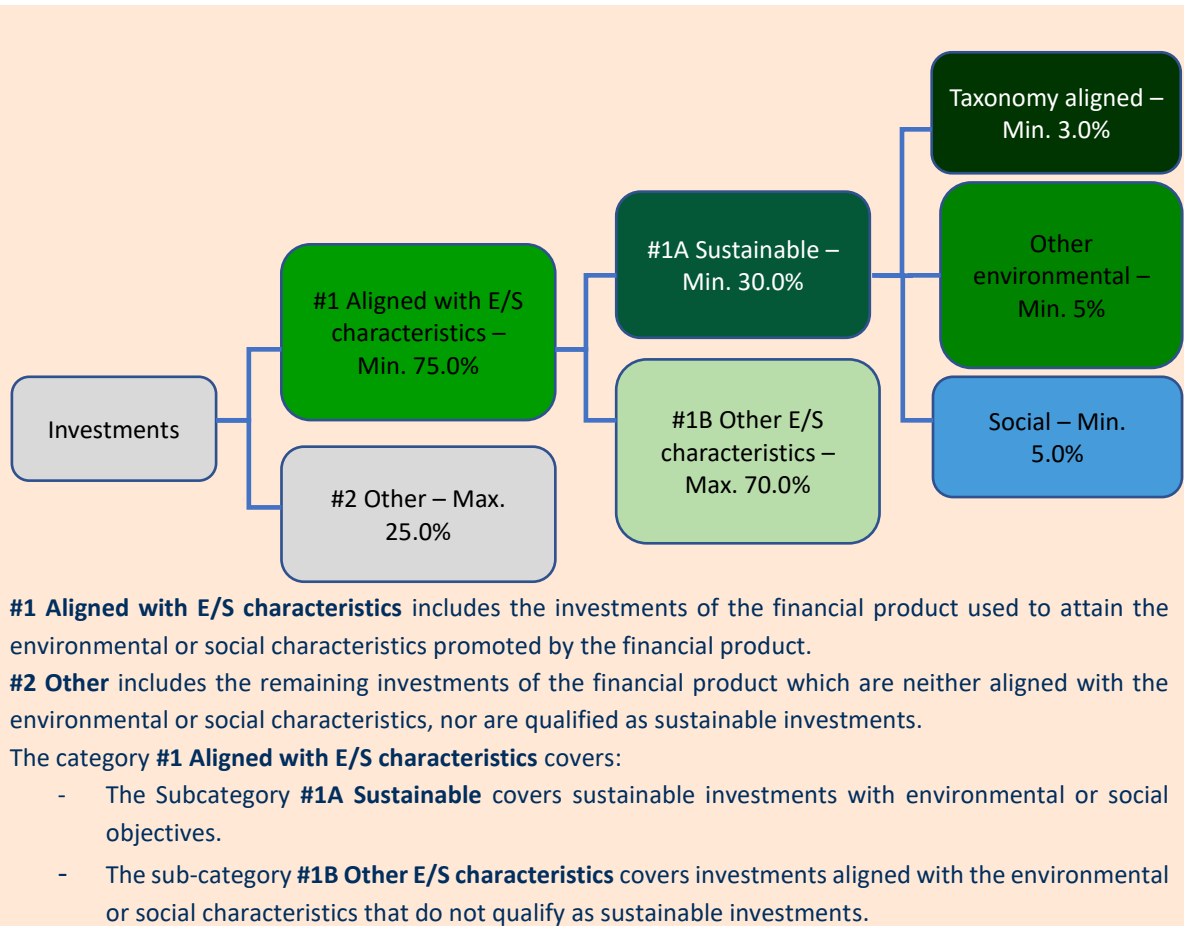 Taxonomy aligned –
Min. 3.0%
#1A Sustainable –
Min. 30.0%
Other
environmental –
Min. 5%
#1 Aligned with E/S
characteristics –
Min. 75.0%
Investments
#1B Other E/S
characteristics –
Max. 70.0%
Social – Min.
5.0%
#2 Other – Max.
25.0%
#1 Aligned with E/S characteristics includes the investments of the financial product used to attain the
environmental or social characteristics promoted by the financial product.
#2 Other includes the remaining investments of the financial product which are neither aligned with the
environmental or social characteristics, nor are qualified as sustainable investments.
The category #1 Aligned with E/S characteristics covers:
- The Subcategory #1A Sustainable covers sustainable investments with environmental or social
objectives.
- The sub-category #1B Other E/S characteristics covers investments aligned with the environmental
or social characteristics that do not qualify as sustainable investments.